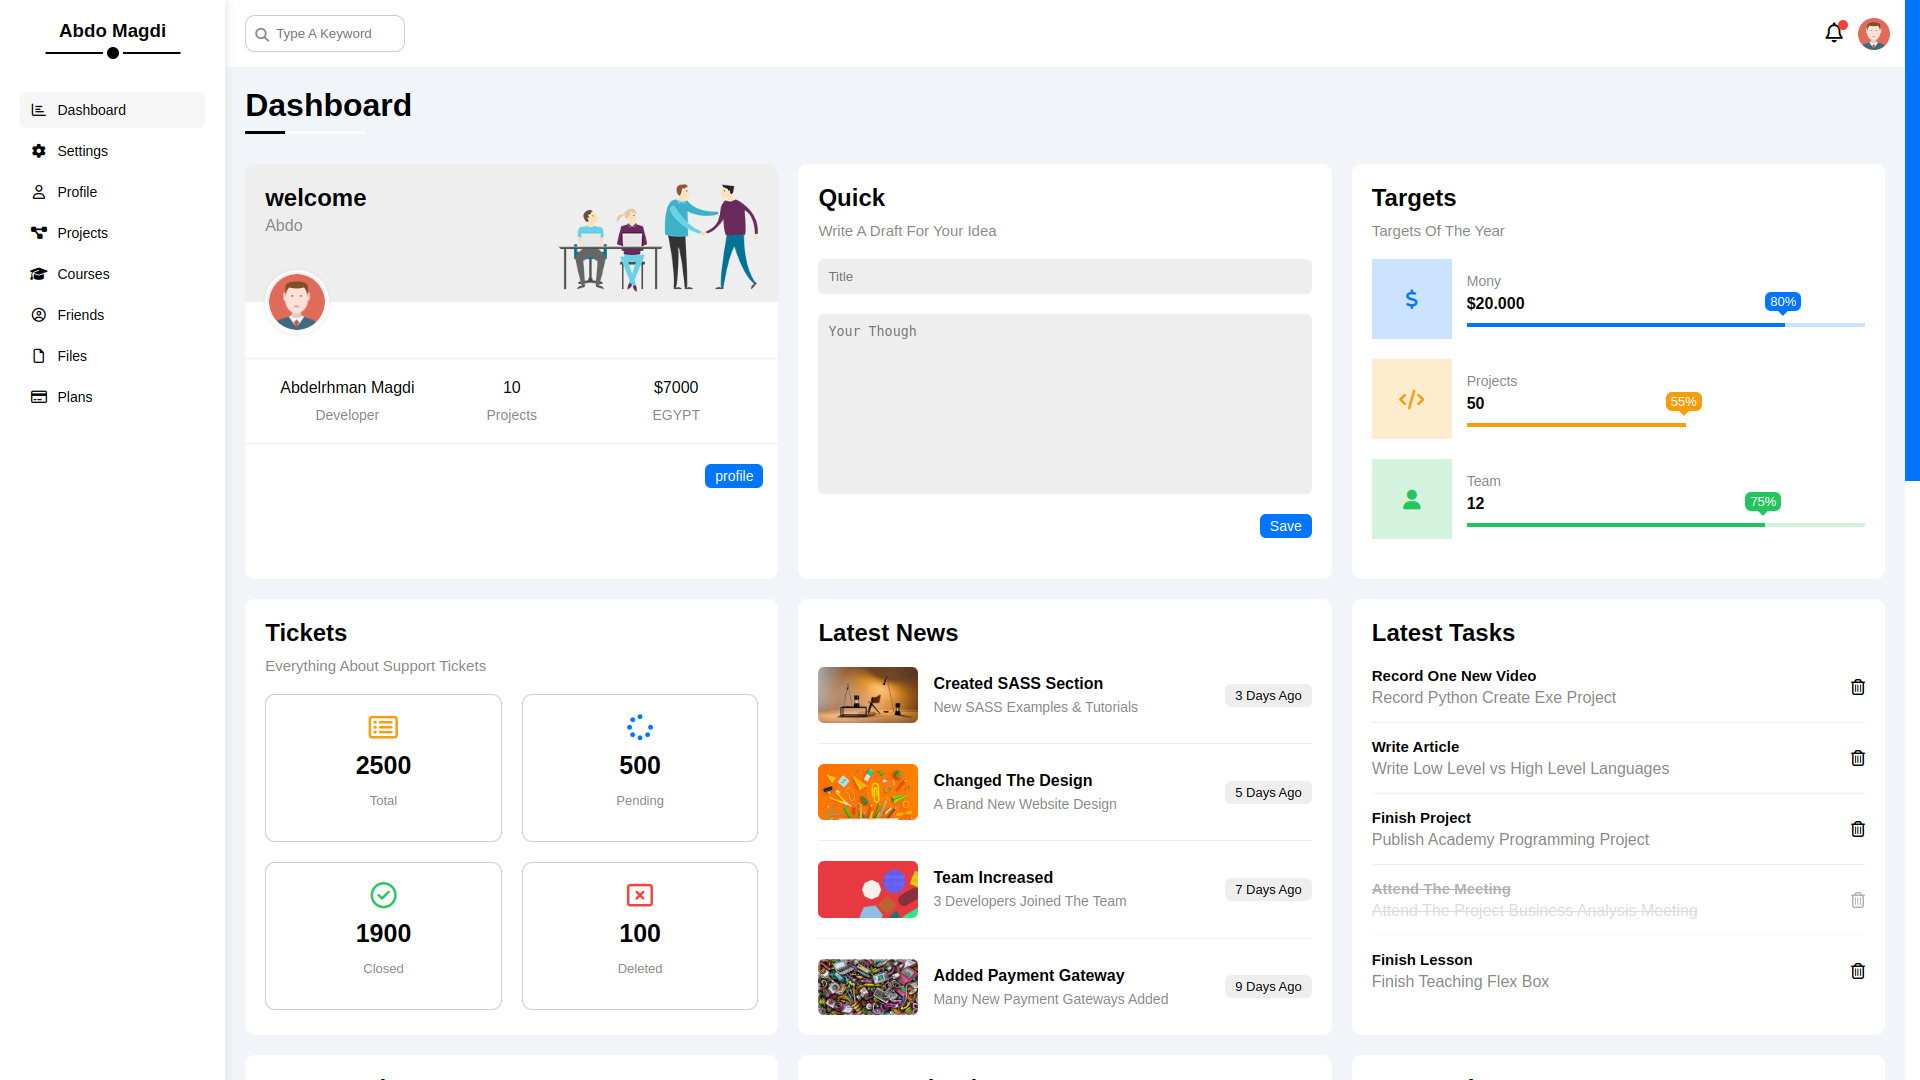 Abdo Magdi
Dashboard
Settings
Profile
Projects
Courses
Friends
Files
Plans
Type A Keyword
Dashboard
welcome
Abdo
Abdelrhman Magdi
Developer
10
Projects
$7000
EGYPT
profile
Quick
Write A Draft For Your Idea
Title
Your Though
Save
Targets
Targets Of The Year
Mony
$20.000
80%
Projects
50
55%
Team
12
75%
Tickets
Everything About Support Tickets
2500
Total
500
Pending
1900
Closed
100
Deleted
Latest News
Created SASS Section
New SASS Examples & Tutorials
3 Days Ago
Changed The Design
A Brand New Website Design
5 Days Ago
Team Increased
3 Developers Joined The Team
7 Days Ago
Added Payment Gateway
Many New Payment Gateways Added
9 Days Ago
Latest Tasks
Record One New Video
Record Python Create Exe Project
Write Article
Write Low Level vs High Level Languages
Finish Project
Publish Academy Programming Project
Attend The Meeting
Attend The Project Business Analysis Meeting
Finish Lesson
Finish Teaching Flex Box